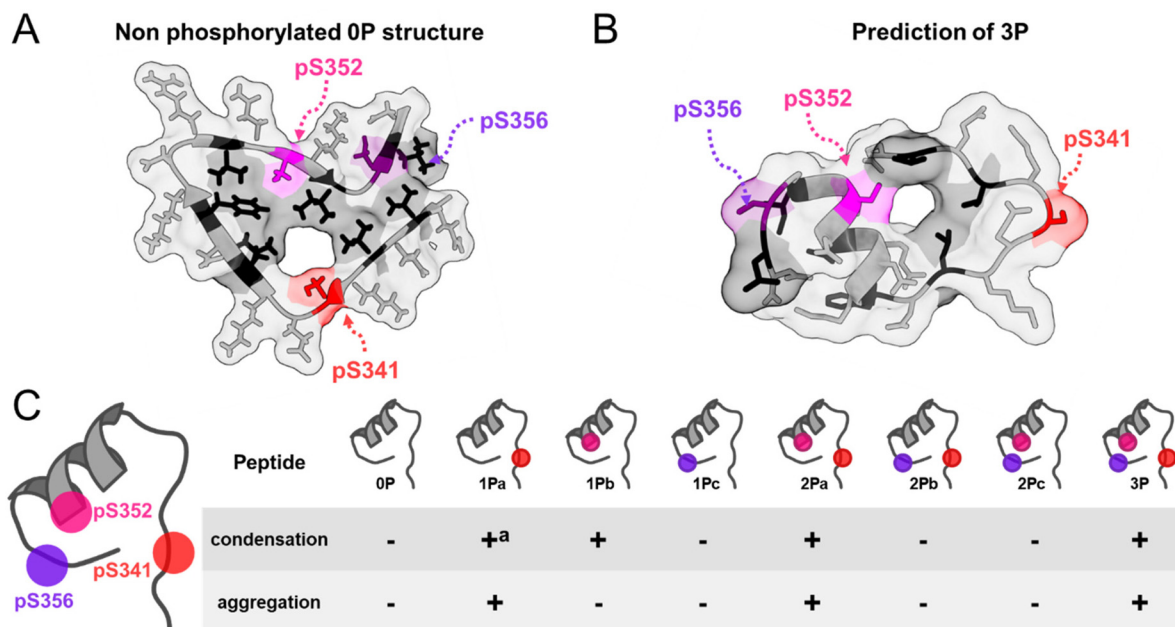 A
Non phosphorylated 0P structure
pS352
pS356
pS341
B
Prediction of 3P
pS356
pS352
pS341
C
pS352
pS341
pS356
Peptide
0P 1Pa 1Pb 1Pc 2Pa 2Pb 2Pc 3P
condensation - +a + - + - - +
aggregation - + - - + - - +